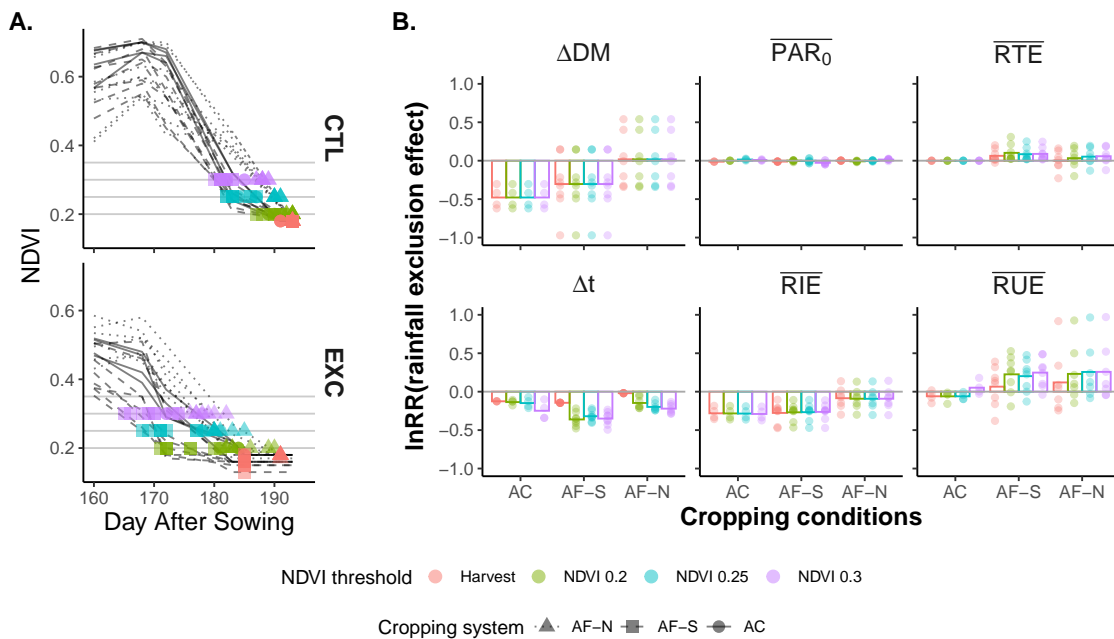 A.
B.
NDVI
0.6
0.4
0.2
CTL
0.6
0.4
0.2
EXC
160 170 180 190
Day After Sowing
lnRR(rainfall exclusion effect)
ΔDM PAR₀ RTE
1.0
0.5
0.0
−0.5
−1.0
Δt RIE RUE
1.0
0.5
0.0
−0.5
−1.0
AC AF−S AF−N AC AF−S AF−N AC AF−S AF−N
Cropping conditions
NDVI threshold Harvest NDVI 0.2 NDVI 0.25 NDVI 0.3
Cropping system AF−N AF−S AC